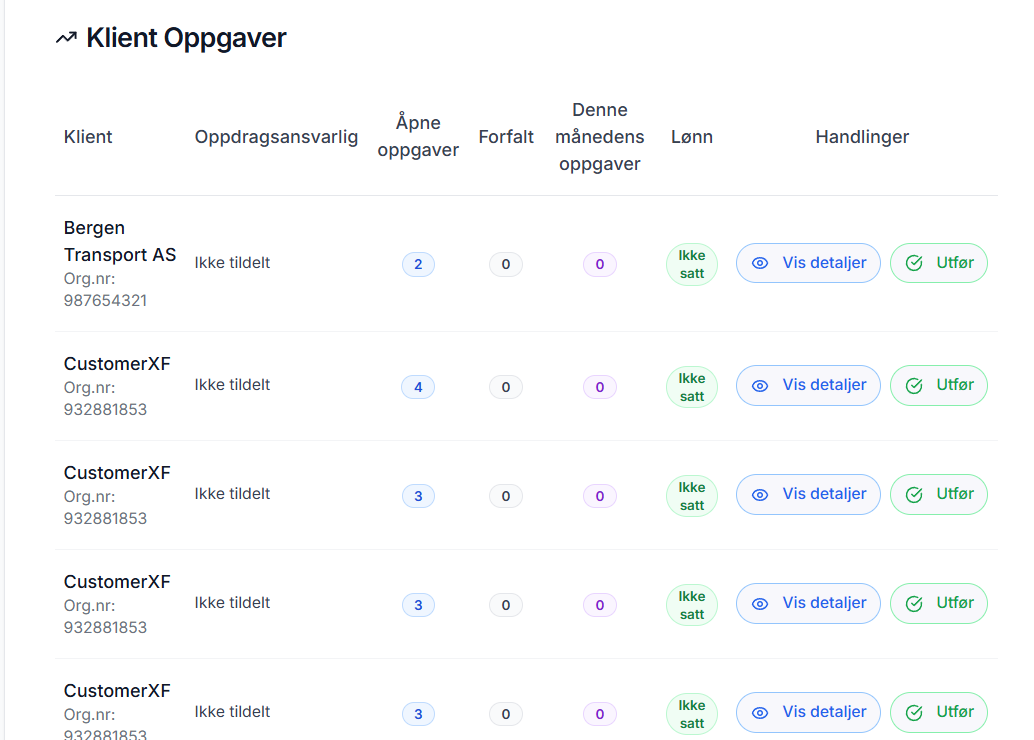 Klient Oppgaver
Klient
Oppdragsansvarlig
Åpne
oppgaver
Forfalt
Denne
månedens
oppgaver
Lønn
Handlinger
Bergen
Transport AS
Org.nr:
987654321
Ikke tildelt
2
0
0
Ikke
satt
Vis detaljer
Utfør
CustomerXF
Org.nr:
932881853
Ikke tildelt
4
0
0
Ikke
satt
Vis detaljer
Utfør
CustomerXF
Org.nr:
932881853
Ikke tildelt
3
0
0
Ikke
satt
Vis detaljer
Utfør
CustomerXF
Org.nr:
932881853
Ikke tildelt
3
0
0
Ikke
satt
Vis detaljer
Utfør
CustomerXF
Org.nr:
932881853
Ikke tildelt
3
0
0
Ikke
satt
Vis detaljer
Utfør